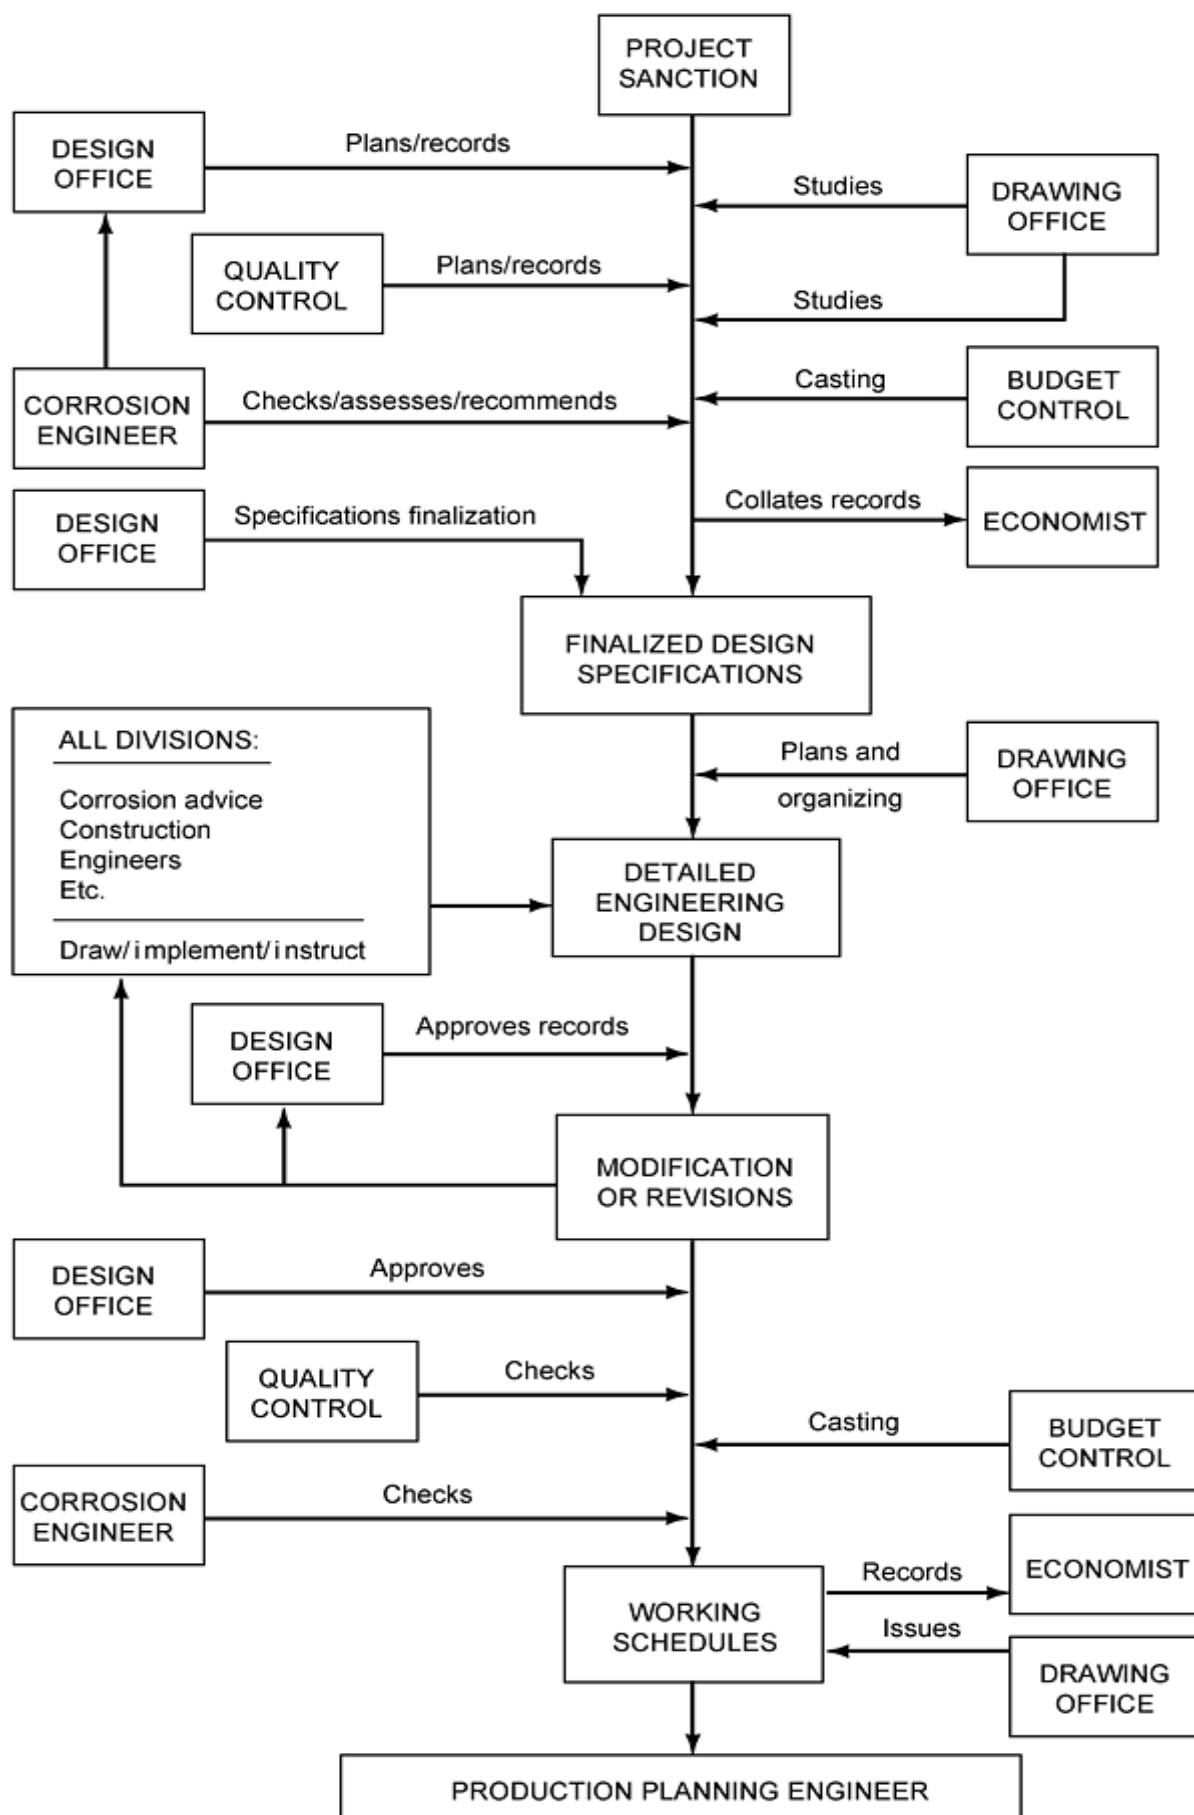 PROJECT
SANCTION
DESIGN
OFFICE
Plans/records
Studies
DRAWING
OFFICE
QUALITY
CONTROL
Plans/records
Studies
CORROSION
ENGINEER
Checks/assesses/recommends
Casting
BUDGET
CONTROL
DESIGN
OFFICE
Specifications finalization
Collates records
ECONOMIST
FINALIZED DESIGN
SPECIFICATIONS
ALL DIVISIONS:
Corrosion advice
Construction
Engineers
Etc.
Draw/implement/instruct
Plans and
organizing
DRAWING
OFFICE
DETAILED
ENGINEERING
DESIGN
DESIGN
OFFICE
Approves records
MODIFICATION
OR REVISIONS
DESIGN
OFFICE
Approves
QUALITY
CONTROL
Checks
Casting
BUDGET
CONTROL
CORROSION
ENGINEER
Checks
WORKING
SCHEDULES
Records
ECONOMIST
Issues
DRAWING
OFFICE
PRODUCTION PLANNING ENGINEER